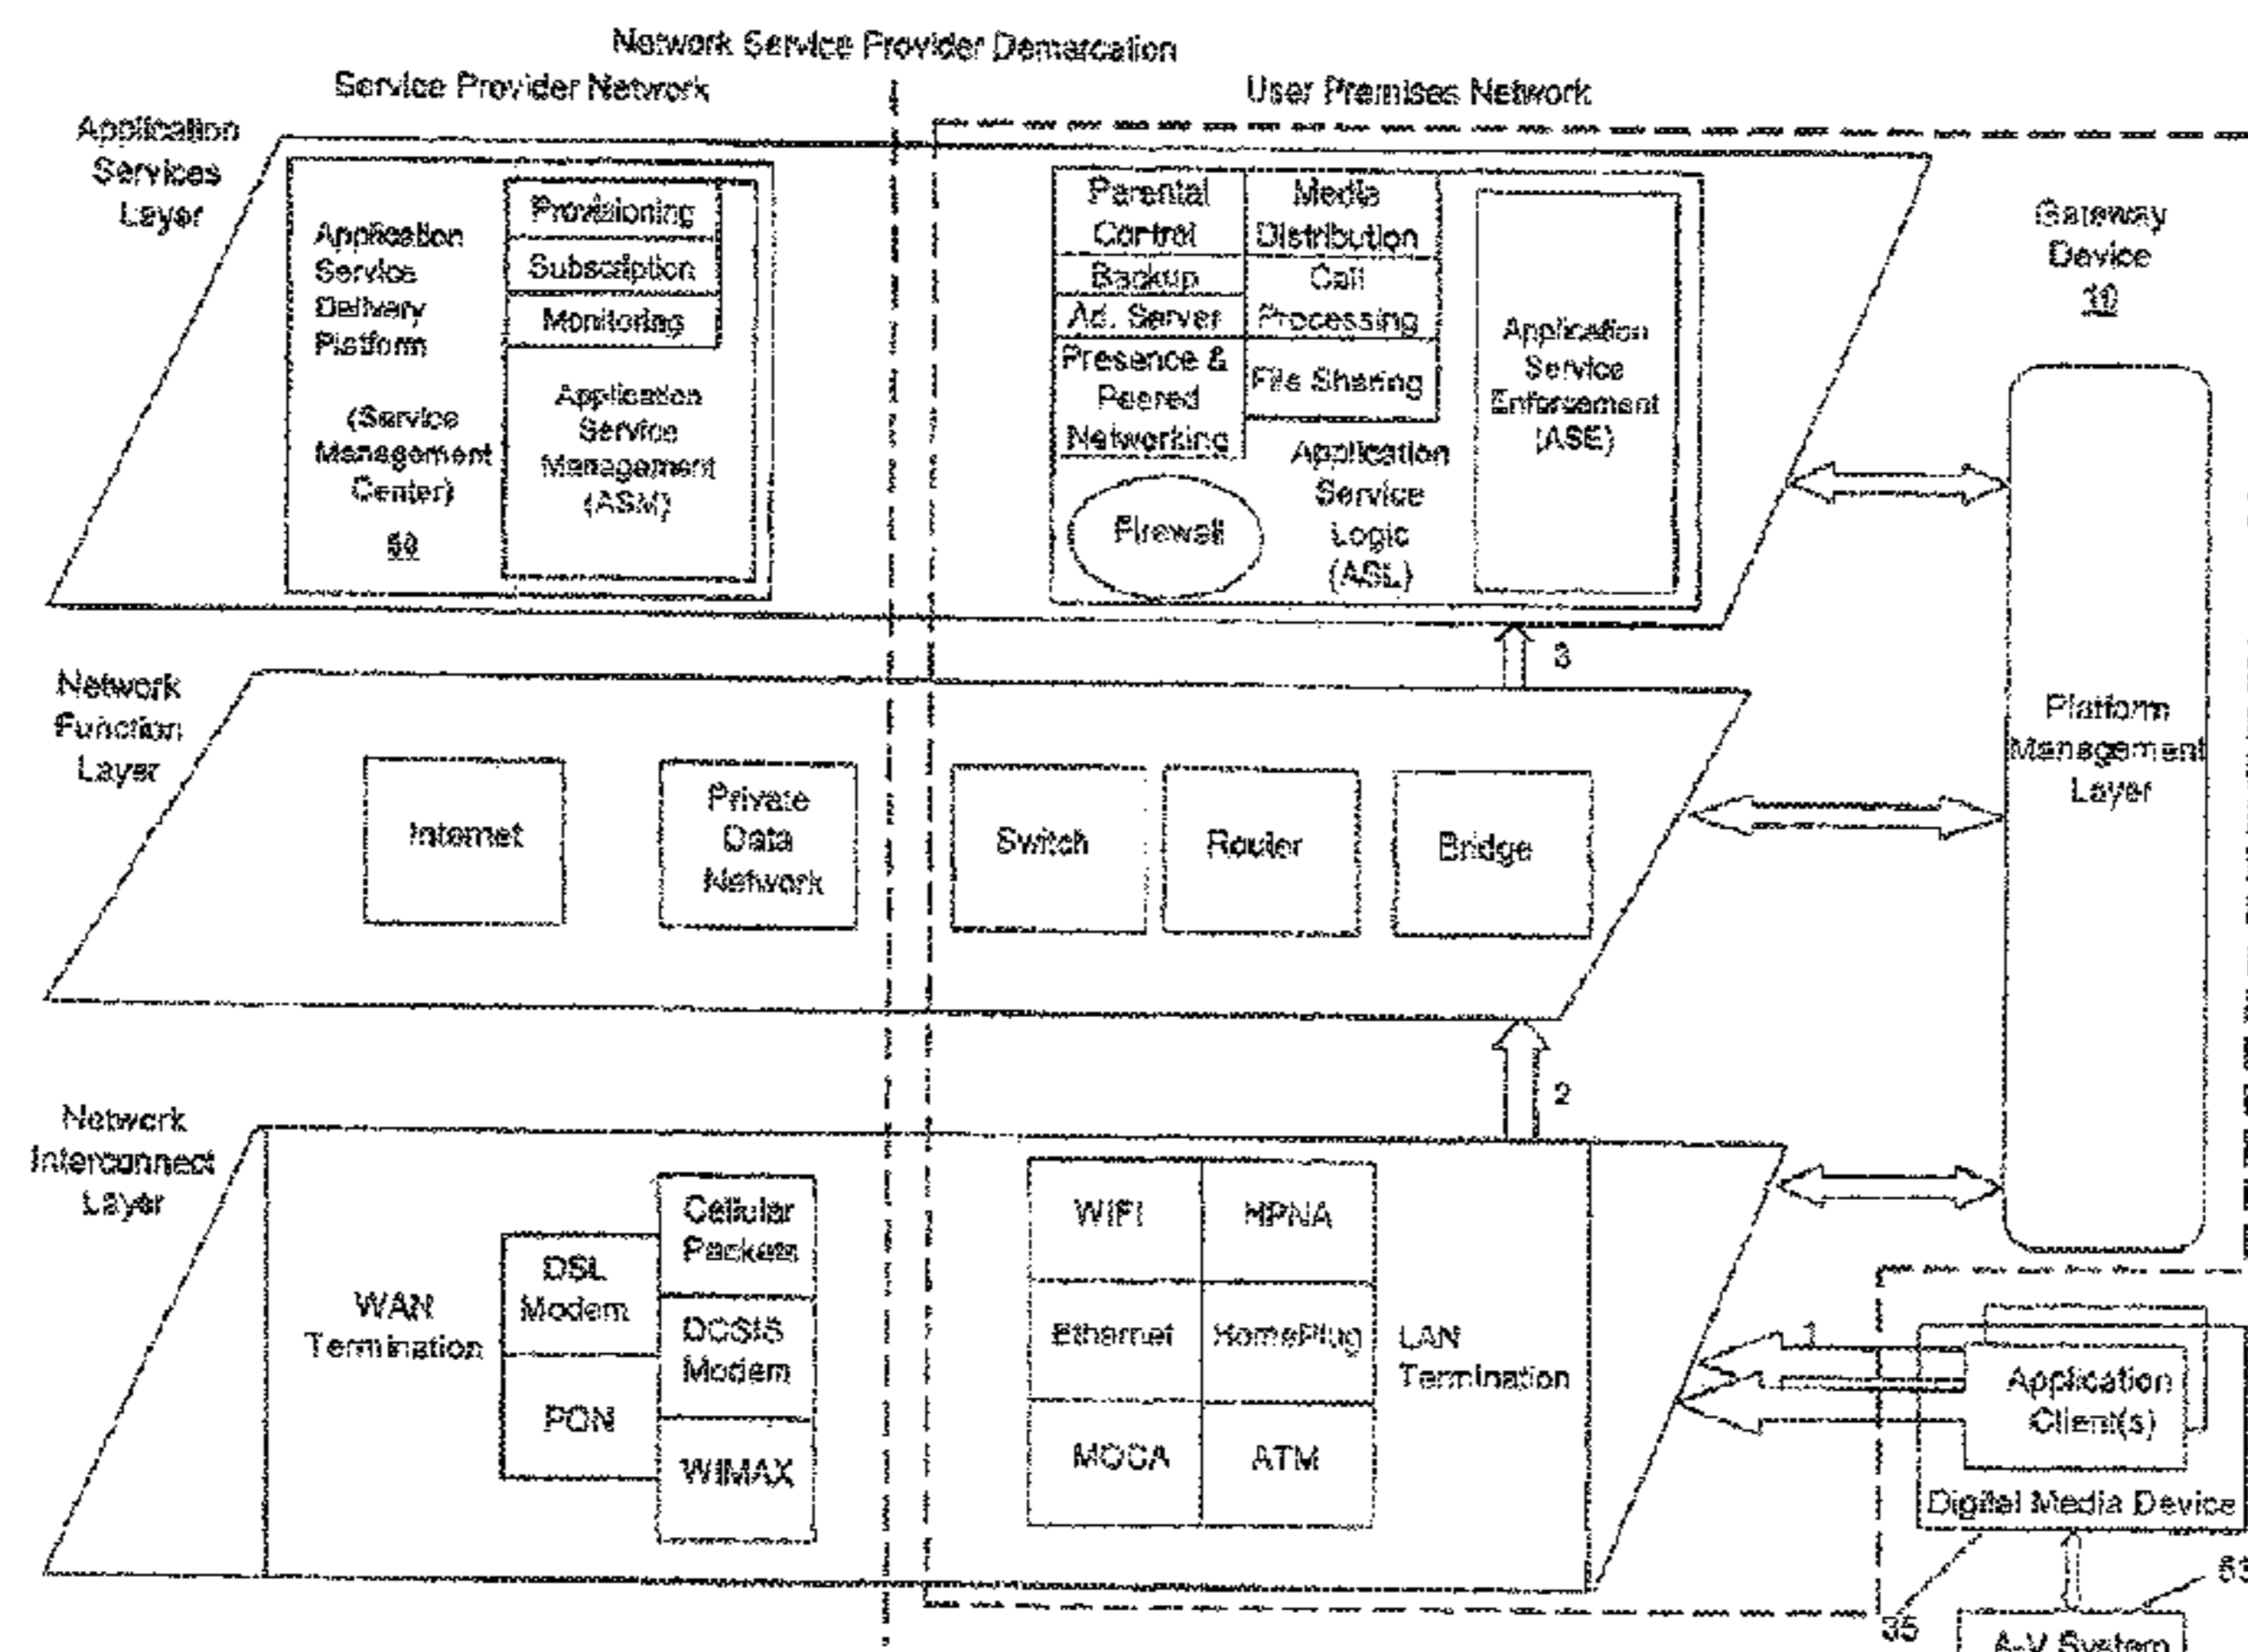 Network Service Provider Demarcation
Service Provider Network
User Premises Network
Application
Services
Layer
Application
Service
Delivery
Platform
(Service
Management
Center)
60
Provisioning
Subscription
Monitoring
Application
Service
Management
(ASM)
Parental
Control
Backup
Ad. Server
Presence &
Peered
Networking
Firewall
Media
Distribution
Call
Processing
File Sharing
Application
Service
Logic
(ASL)
Application
Service
Enforcement
(ASE)
Gateway
Device
10
3
Network
Function
Layer
Internet
Private
Data
Network
Switch
Router
Bridge
Platform
Management
Layer
2
Network
Interconnect
Layer
WAN
Termination
DSL
Modem
PON
Cellular
Packets
DCSIS
Modem
WIMAX
WIFI
HPNA
Ethernet
HomePlug
MOCA
ATM
LAN
Termination
1
Application
Client(s)
Digital Media Device
35
53
A-V System